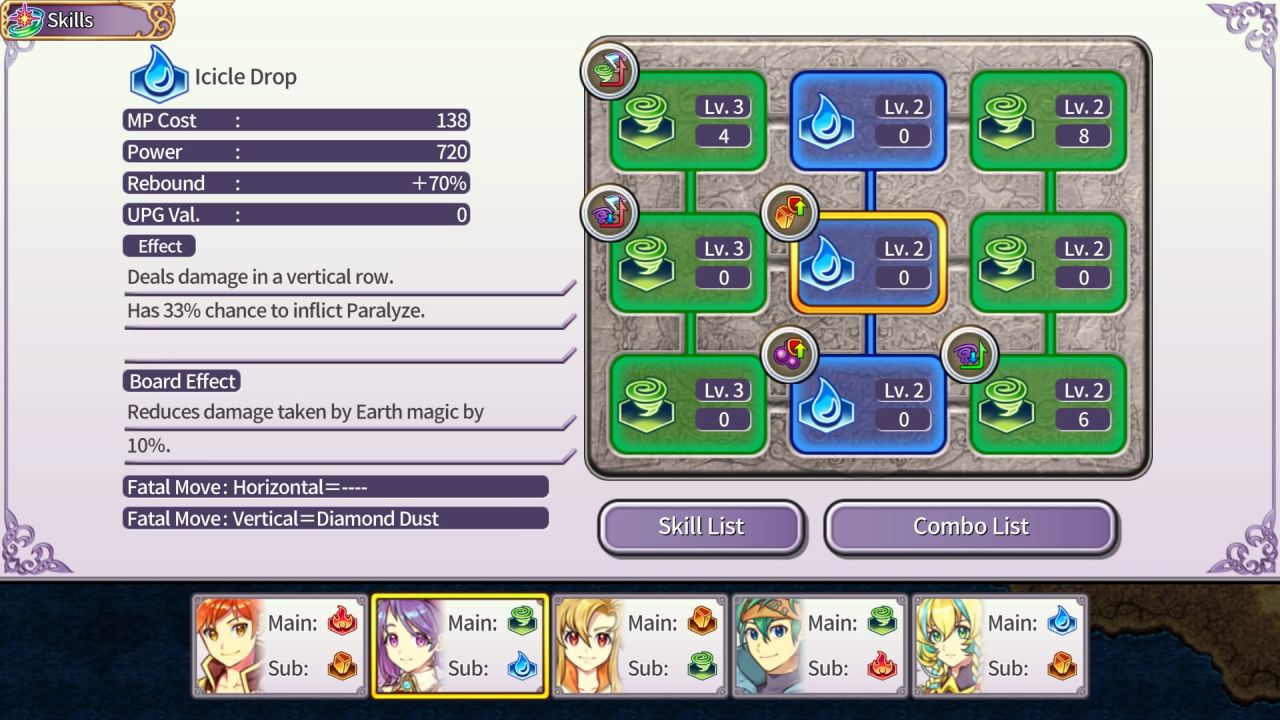 Skills
Icicle Drop
MP Cost : 138
Power : 720
Rebound : +70%
UPG Val. : 0
Effect
Deals damage in a vertical row.
Has 33% chance to inflict Paralyze.
Board Effect
Reduces damage taken by Earth magic by
10%.
Fatal Move: Horizontal=----
Fatal Move: Vertical=Diamond Dust
Lv. 3 Lv. 2 Lv. 2
4 0 8
Lv. 3 Lv. 2 Lv. 2
0 0 0
Lv. 3 Lv. 2 Lv. 2
0 0 6
Skill List Combo List
Main: Main: Main: Main: Main:
Sub: Sub: Sub: Sub: Sub: